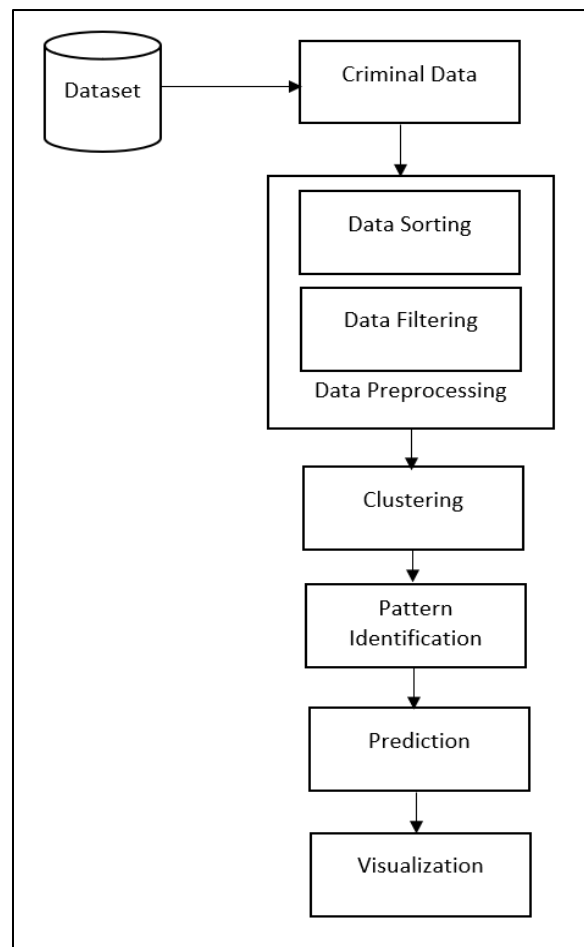 Dataset
Criminal Data
Data Sorting
Data Filtering
Data Preprocessing
Clustering
Pattern
Identification
Prediction
Visualization